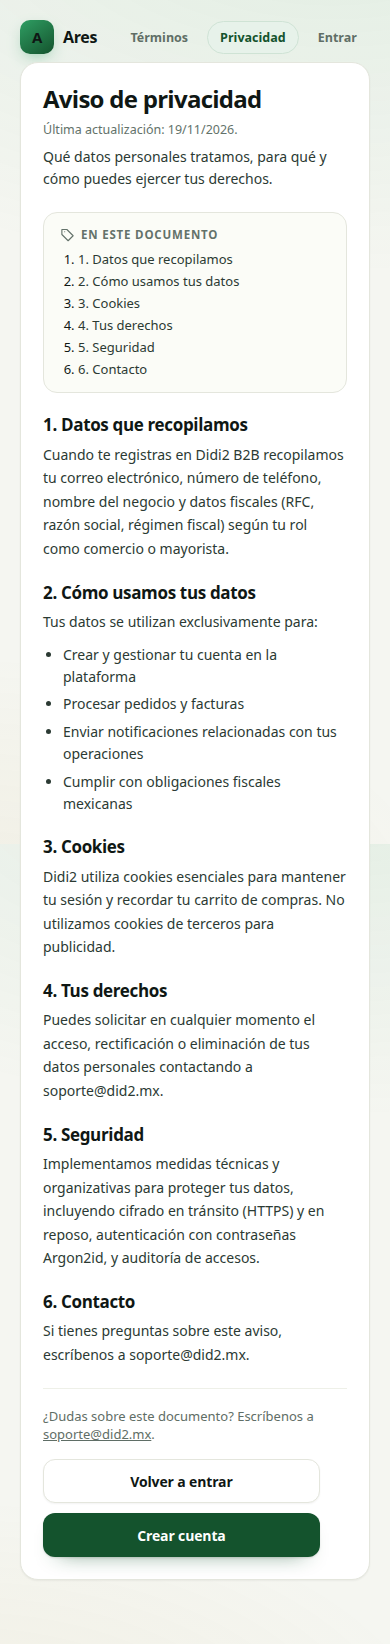 A Ares Términos Privacidad Entrar
Aviso de privacidad
Última actualización: 19/11/2026.
Qué datos personales tratamos, para qué y
cómo puedes ejercer tus derechos.
EN ESTE DOCUMENTO
1. 1. Datos que recopilamos
2. 2. Cómo usamos tus datos
3. 3. Cookies
4. 4. Tus derechos
5. 5. Seguridad
6. 6. Contacto
1. Datos que recopilamos
Cuando te registras en Didi2 B2B recopilamos
tu correo electrónico, número de teléfono,
nombre del negocio y datos fiscales (RFC,
razón social, régimen fiscal) según tu rol
como comercio o mayorista.
2. Cómo usamos tus datos
Tus datos se utilizan exclusivamente para:
• Crear y gestionar tu cuenta en la
plataforma
• Procesar pedidos y facturas
• Enviar notificaciones relacionadas con tus
operaciones
• Cumplir con obligaciones fiscales
mexicanas
3. Cookies
Didi2 utiliza cookies esenciales para mantener
tu sesión y recordar tu carrito de compras. No
utilizamos cookies de terceros para
publicidad.
4. Tus derechos
Puedes solicitar en cualquier momento el
acceso, rectificación o eliminación de tus
datos personales contactando a
soporte@did2.mx.
5. Seguridad
Implementamos medidas técnicas y
organizativas para proteger tus datos,
incluyendo cifrado en tránsito (HTTPS) y en
reposo, autenticación con contraseñas
Argon2id, y auditoría de accesos.
6. Contacto
Si tienes preguntas sobre este aviso,
escríbenos a soporte@did2.mx.
¿Dudas sobre este documento? Escríbenos a
soporte@did2.mx.
Volver a entrar
Crear cuenta